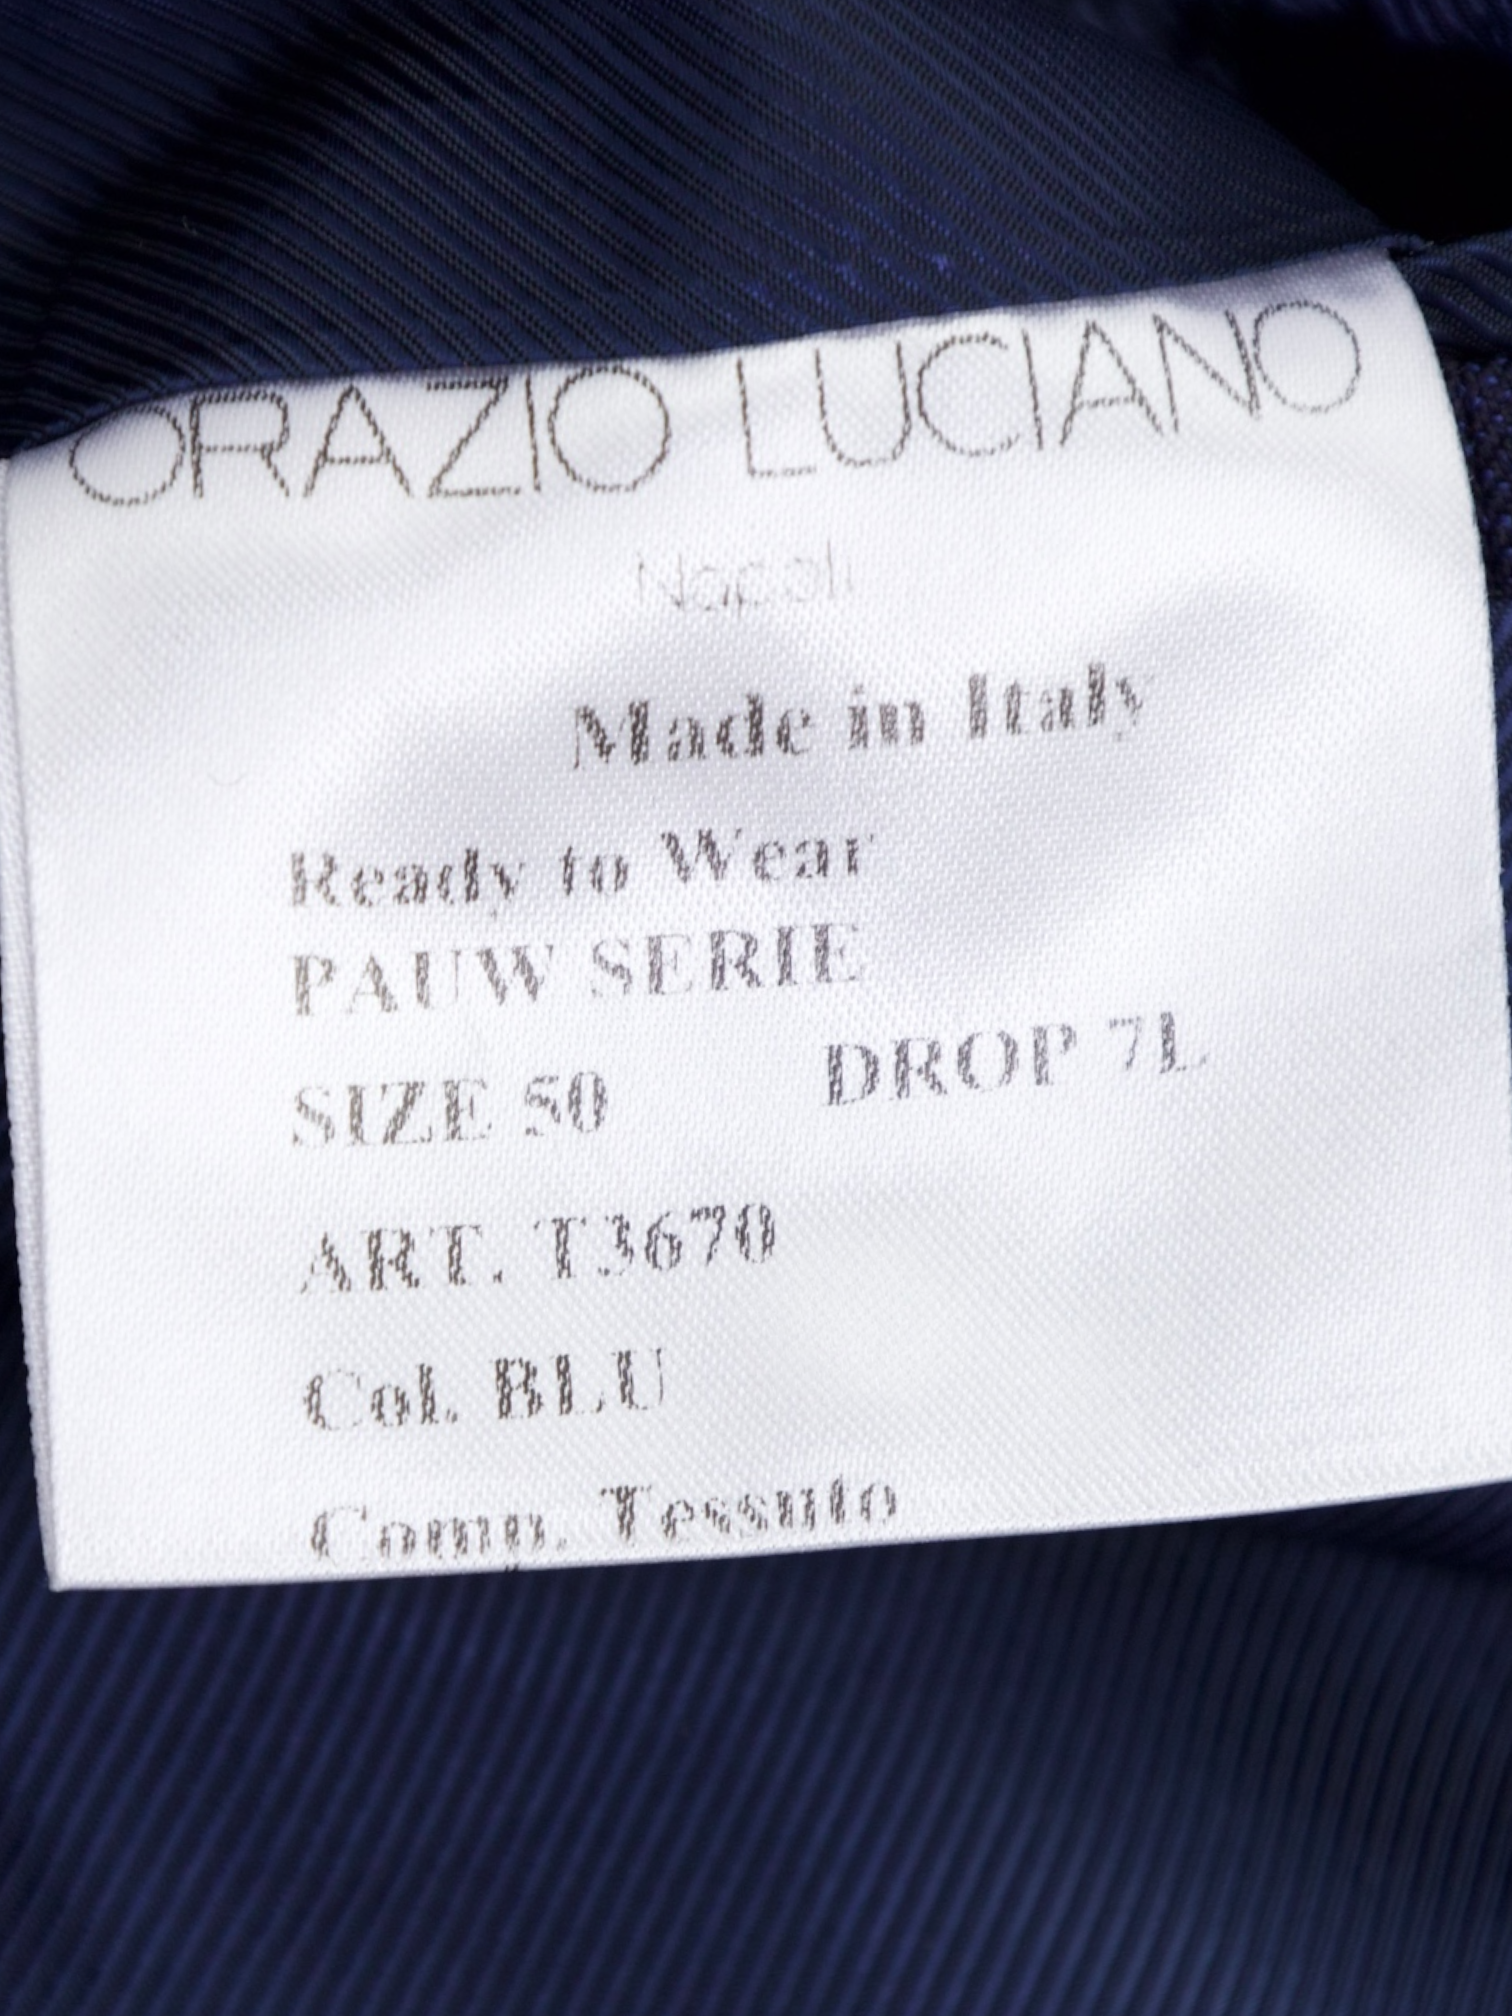 ORAZIO LUCIANO
Napoli
Made in Italy
Ready to Wear
PAUW SERIE
SIZE 50 DROP 7L
ART. T3670
Col. BLU
Comp. Tessuto